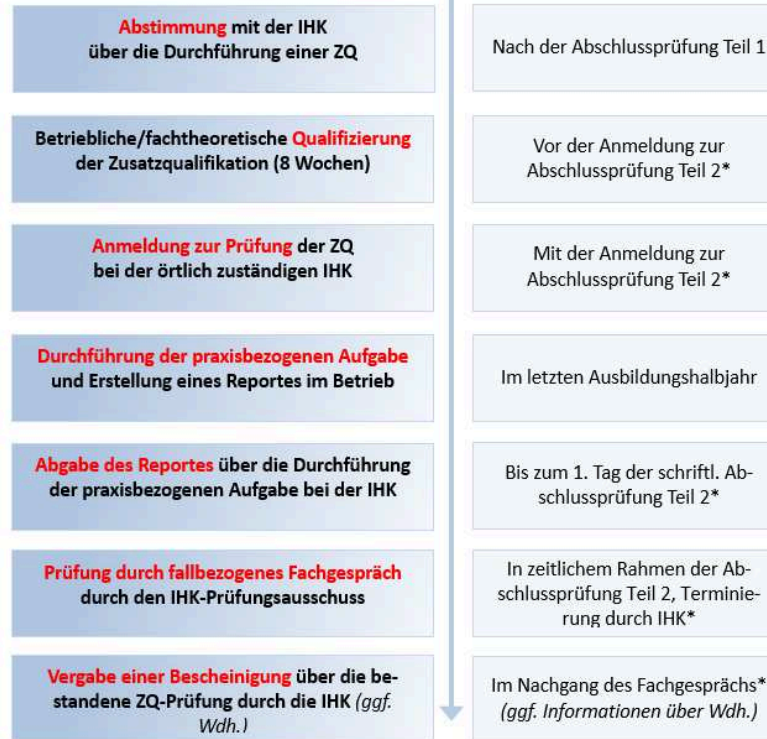 Abstimmung mit der IHK
über die Durchführung einer ZQ
Nach der Abschlussprüfung Teil 1
Betriebliche/fachtheoretische Qualifizierung
der Zusatzqualifikation (8 Wochen)
Vor der Anmeldung zur
Abschlussprüfung Teil 2*
Anmeldung zur Prüfung der ZQ
bei der örtlich zuständigen IHK
Mit der Anmeldung zur
Abschlussprüfung Teil 2*
Durchführung der praxisbezogenen Aufgabe
und Erstellung eines Reportes im Betrieb
Im letzten Ausbildungshalbjahr
Abgabe des Reportes über die Durchführung
der praxisbezogenen Aufgabe bei der IHK
Bis zum 1. Tag der schriftl. Ab-
schlussprüfung Teil 2*
Prüfung durch fallbezogenes Fachgespräch
durch den IHK-Prüfungsausschuss
In zeitlichem Rahmen der Ab-
schlussprüfung Teil 2, Terminie-
rung durch IHK*
Vergabe einer Bescheinigung über die be-
standene ZQ-Prüfung durch die IHK (ggf.
Wdh.)
Im Nachgang des Fachgesprächs*
(ggf. Informationen über Wdh.)